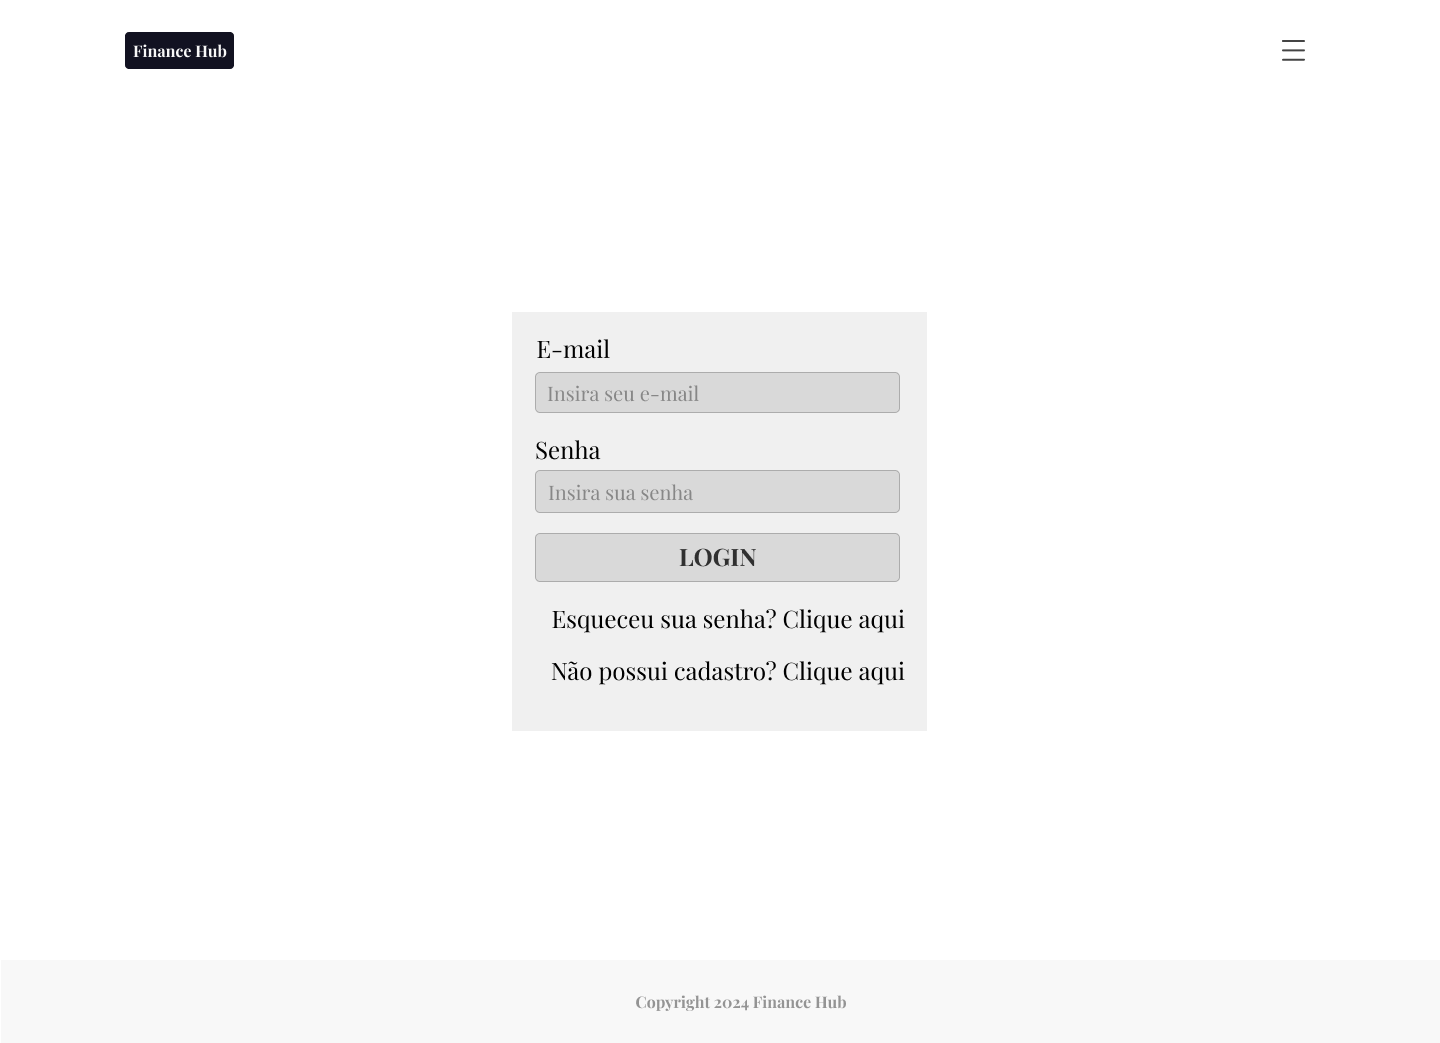 Finance Hub
E-mail
Insira seu e-mail
Senha
Insira sua senha
LOGIN
Esqueceu sua senha? Clique aqui
Não possui cadastro? Clique aqui
Copyright 2024 Finance Hub